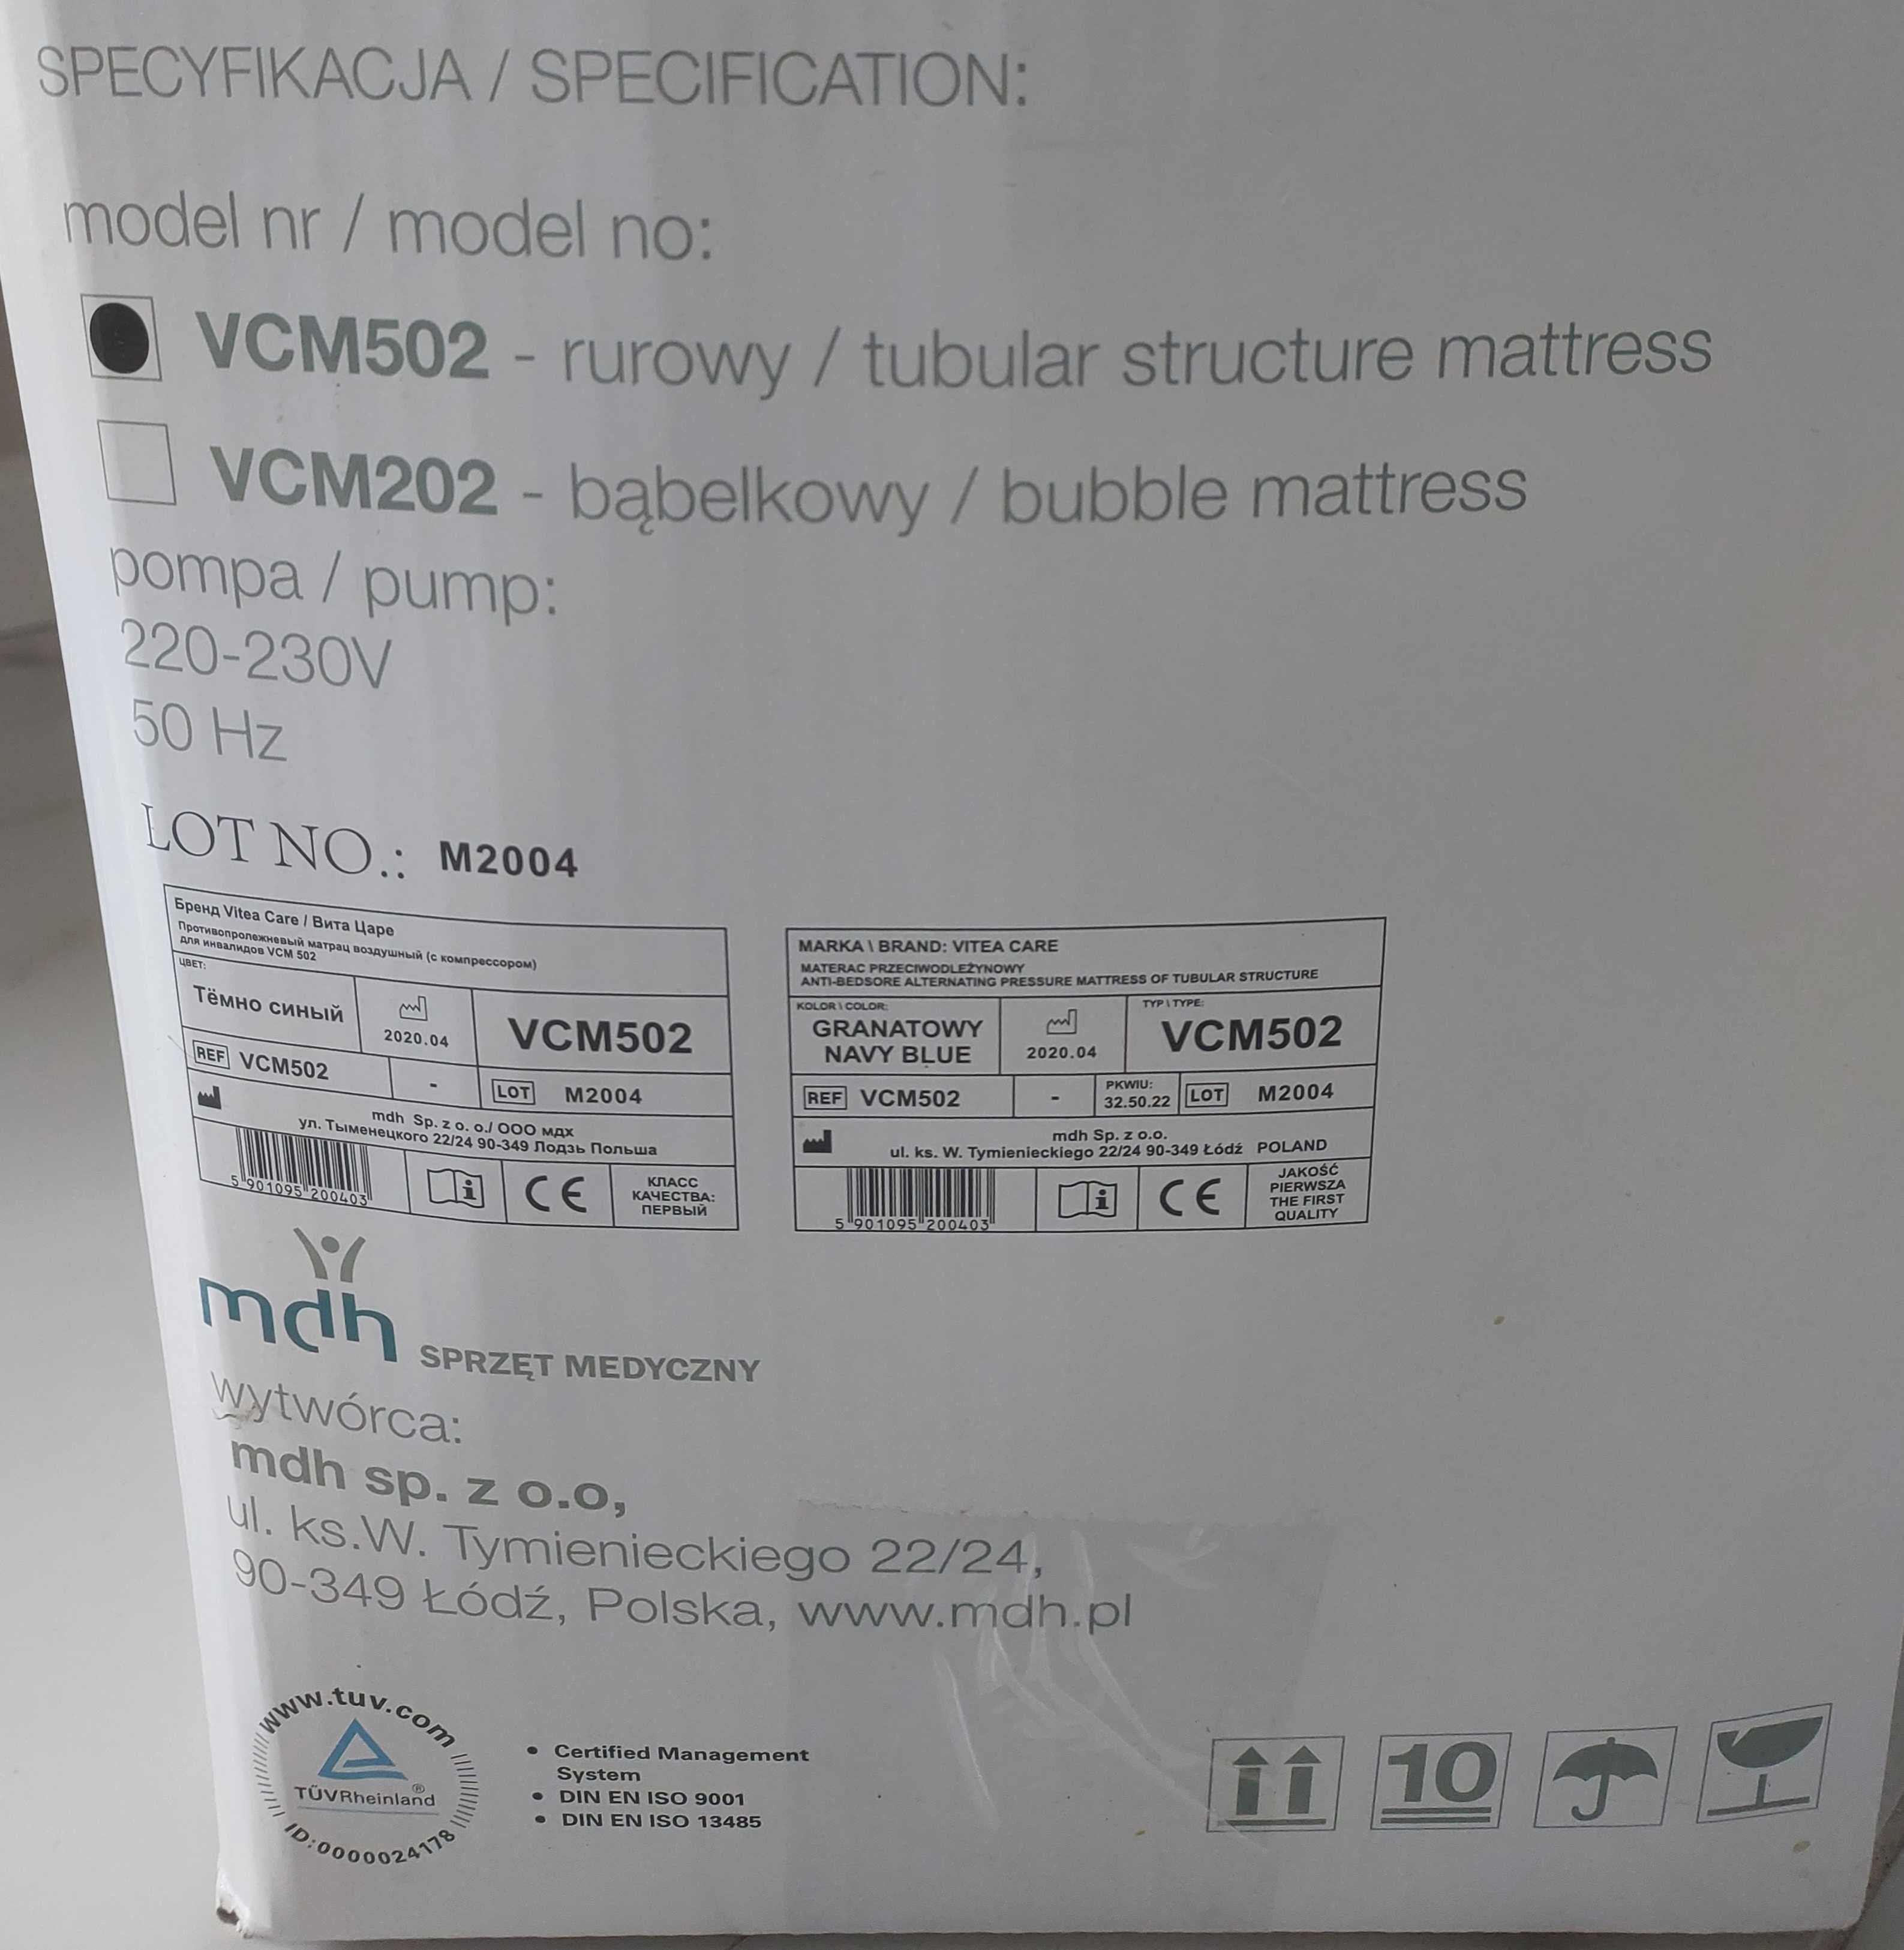 SPECYFIKACJA / SPECIFICATION:
model nr / model no:
VCM502 - rurowy / tubular structure mattress
VCM202 - bąbelkowy / bubble mattress
pompa / pump:
220-230V
50 Hz
LOT NO.: M2004
Бренд Vitea Care / Вита Царе
Противопролежневый матрац воздушный (с компрессором)
для инвалидов VCM 502
ЦВЕТ:
Тёмно синый
2020.04
VCM502
REF VCM502
-
LOT M2004
mdh Sp. z o. o./ ООО мдх
ул. Тыменецкого 22/24 90-349 Лодзь Польша
5 901095 200403
CE
КЛАСС
КАЧЕСТВА:
ПЕРВЫЙ
MARKA \ BRAND: VITEA CARE
MATERAC PRZECIWODLEŻYNOWY
ANTI-BEDSORE ALTERNATING PRESSURE MATTRESS OF TUBULAR STRUCTURE
KOLOR \ COLOR:
GRANATOWY
NAVY BLUE
2020.04
TYP \ TYPE:
VCM502
REF VCM502
-
PKWIU:
32.50.22
LOT M2004
mdh Sp. z o.o.
ul. ks. W. Tymienieckiego 22/24 90-349 Łódź POLAND
5 901095 200403
CE
JAKOŚĆ
PIERWSZA
THE FIRST
QUALITY
mdh SPRZĘT MEDYCZNY
wytwórca:
mdh sp. z o.o,
ul. ks.W. Tymienieckiego 22/24,
90-349 Łódź, Polska, www.mdh.pl
www.tuv.com
TÜVRheinland®
ID:0000024178
• Certified Management
System
• DIN EN ISO 9001
• DIN EN ISO 13485
10